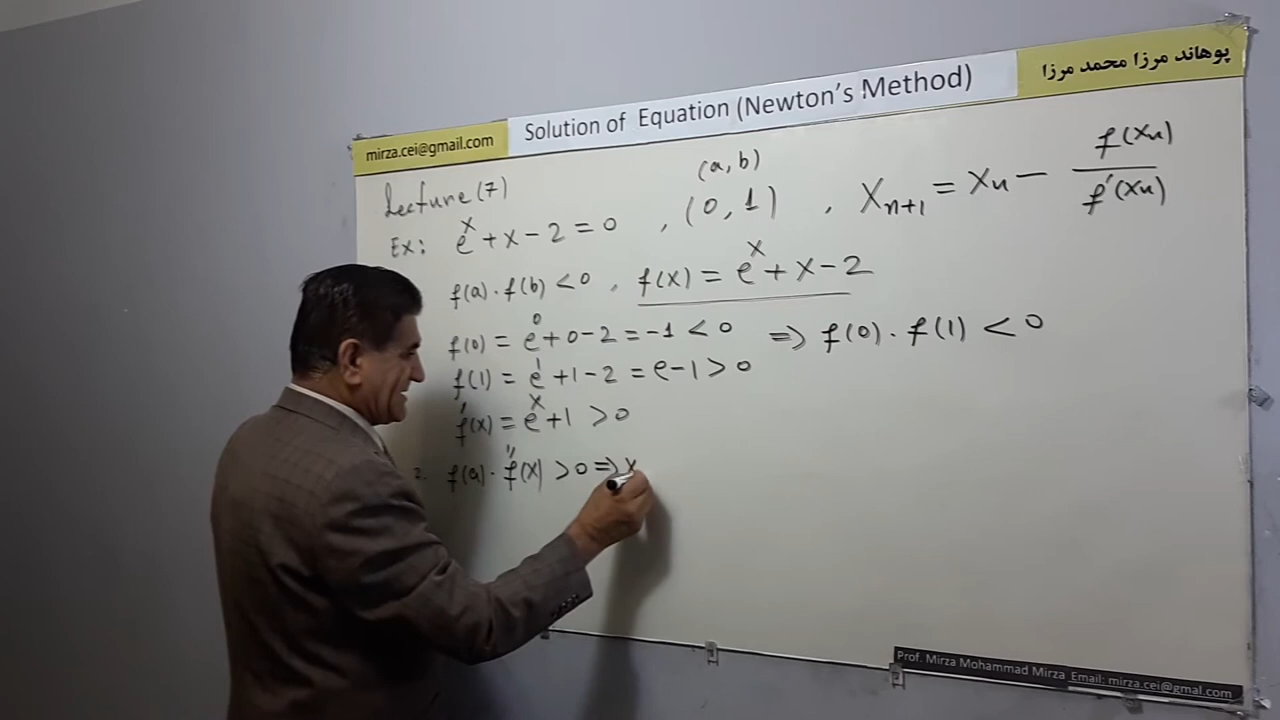 پوهاند مرزا محمد مرزا
Solution of Equation (Newton's Method)
mirza.cei@gmail.com
Lecture (7)
(a, b)
Ex: e^x + x - 2 = 0 , (0, 1) , X_{n+1} = X_n - f(X_n) / f'(X_n)
f(a) · f(b) < 0 , f(x) = e^x + x - 2
f(0) = e^0 + 0 - 2 = -1 < 0 ⇒ f(0) · f(1) < 0
f(1) = e^1 + 1 - 2 = e - 1 > 0
f'(x) = e^x + 1 > 0
2. f(a) · f''(x) > 0 ⇒ x
Prof. Mirza Mohammad Mirza Email: mirza.cei@gmal.com